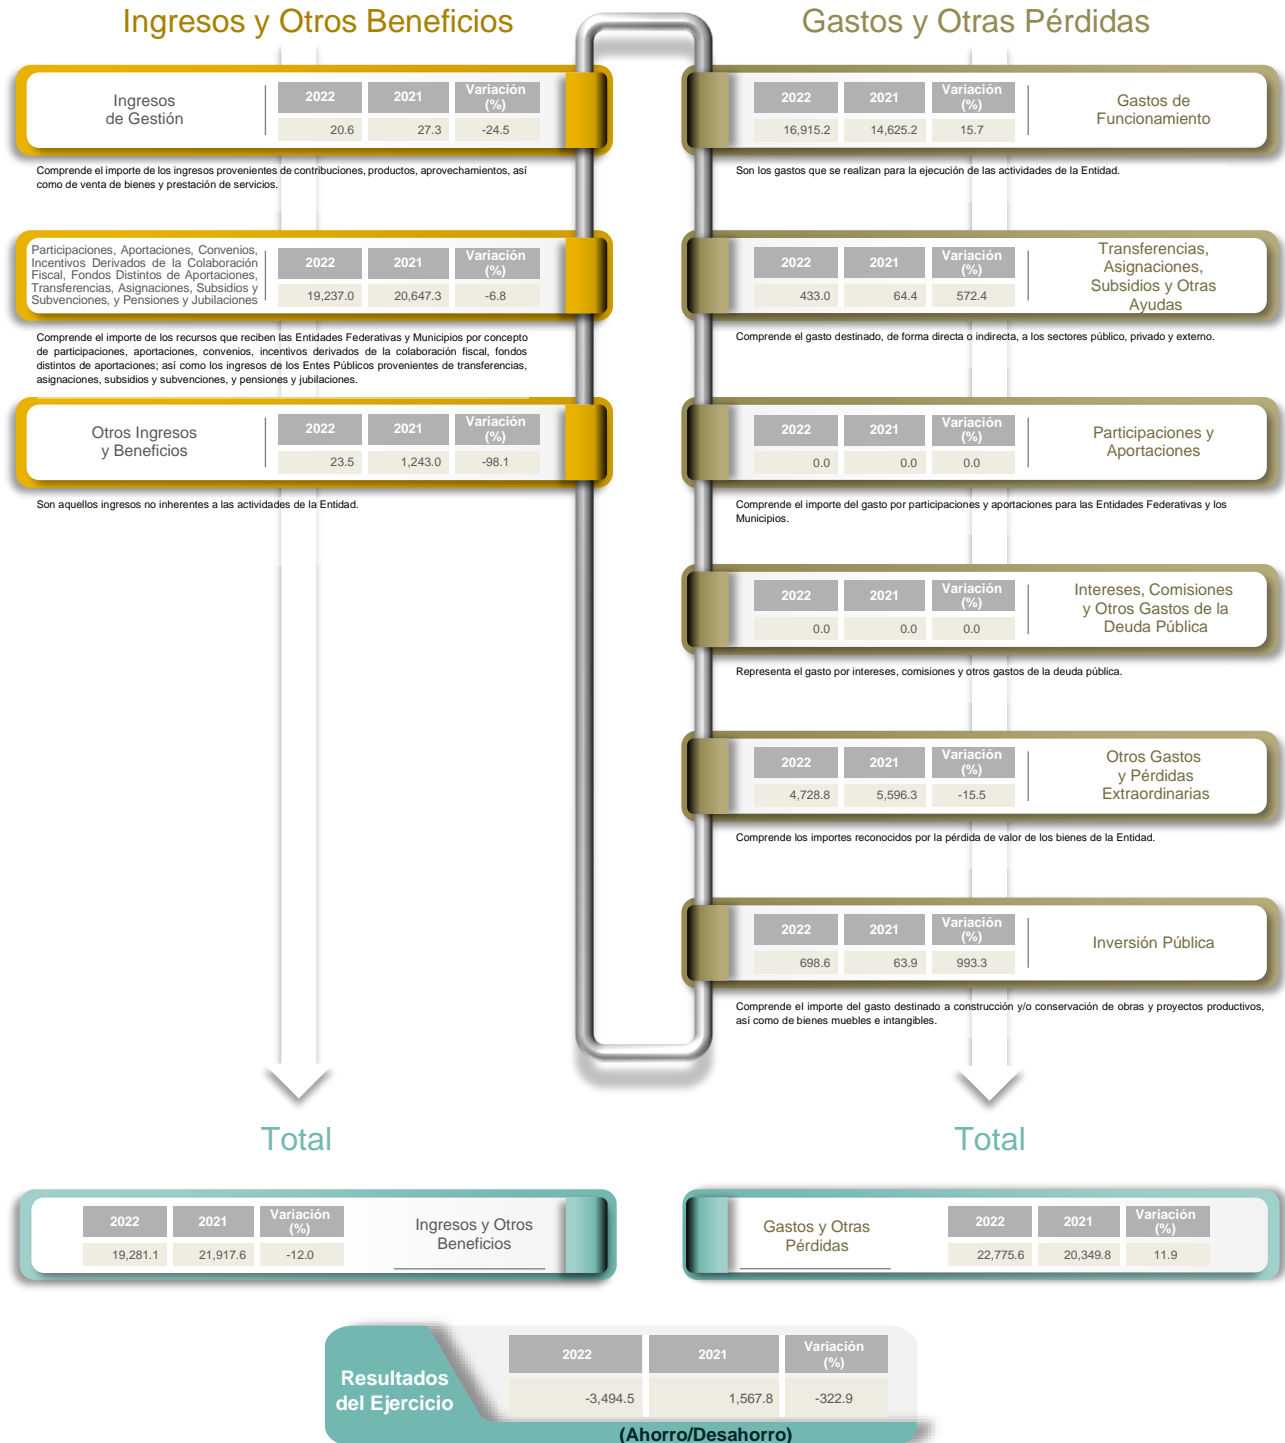 Ingresos y Otros Beneficios
Ingresos
de Gestión
2022 2021 Variación (%)
20.6 27.3 -24.5
Comprende el importe de los ingresos provenientes de contribuciones, productos, aprovechamientos, así
como de venta de bienes y prestación de servicios.
Participaciones, Aportaciones, Convenios,
Incentivos Derivados de la Colaboración
Fiscal, Fondos Distintos de Aportaciones,
Transferencias, Asignaciones, Subsidios y
Subvenciones, y Pensiones y Jubilaciones
2022 2021 Variación (%)
19,237.0 20,647.3 -6.8
Comprende el importe de los recursos que reciben las Entidades Federativas y Municipios por concepto
de participaciones, aportaciones, convenios, incentivos derivados de la colaboración fiscal, fondos
distintos de aportaciones; así como los ingresos de los Entes Públicos provenientes de transferencias,
asignaciones, subsidios y subvenciones, y pensiones y jubilaciones.
Otros Ingresos
y Beneficios
2022 2021 Variación (%)
23.5 1,243.0 -98.1
Son aquellos ingresos no inherentes a las actividades de la Entidad.
Gastos y Otras Pérdidas
2022 2021 Variación (%)
16,915.2 14,625.2 15.7
Gastos de
Funcionamiento
Son los gastos que se realizan para la ejecución de las actividades de la Entidad.
2022 2021 Variación (%)
433.0 64.4 572.4
Transferencias,
Asignaciones,
Subsidios y Otras
Ayudas
Comprende el gasto destinado, de forma directa o indirecta, a los sectores público, privado y externo.
2022 2021 Variación (%)
0.0 0.0 0.0
Participaciones y
Aportaciones
Comprende el importe del gasto por participaciones y aportaciones para las Entidades Federativas y los
Municipios.
2022 2021 Variación (%)
0.0 0.0 0.0
Intereses, Comisiones
y Otros Gastos de la
Deuda Pública
Representa el gasto por intereses, comisiones y otros gastos de la deuda pública.
2022 2021 Variación (%)
4,728.8 5,596.3 -15.5
Otros Gastos
y Pérdidas
Extraordinarias
Comprende los importes reconocidos por la pérdida de valor de los bienes de la Entidad.
2022 2021 Variación (%)
698.6 63.9 993.3
Inversión Pública
Comprende el importe del gasto destinado a construcción y/o conservación de obras y proyectos productivos,
así como de bienes muebles e intangibles.
Total
2022 2021 Variación (%)
19,281.1 21,917.6 -12.0
Ingresos y Otros
Beneficios
Total
Gastos y Otras
Pérdidas
2022 2021 Variación (%)
22,775.6 20,349.8 11.9
Resultados
del Ejercicio
2022 2021 Variación (%)
-3,494.5 1,567.8 -322.9
(Ahorro/Desahorro)